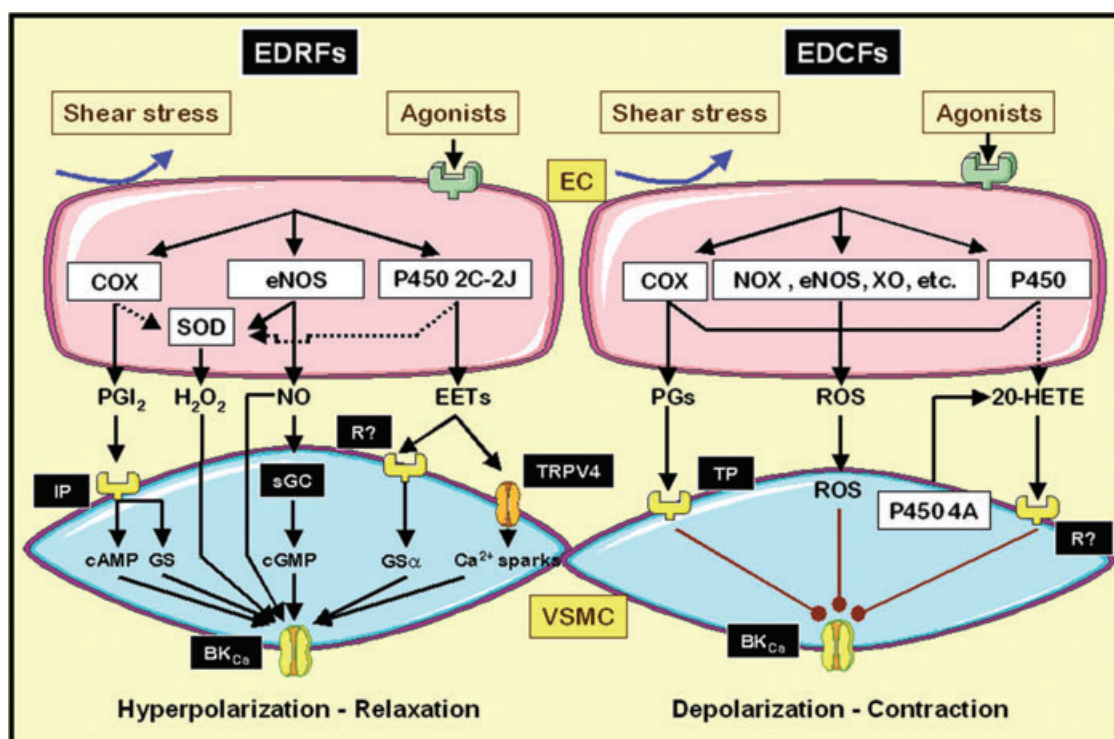 EDRFs
Shear stress
Agonists
COX
eNOS
P450 2C-2J
SOD
PGI₂
H₂O₂
NO
EETs
R?
IP
sGC
TRPV4
cAMP
GS
cGMP
GSα
Ca²⁺ sparks
BK_Ca
Hyperpolarization - Relaxation
EC
VSMC
EDCFs
Shear stress
Agonists
COX
NOX , eNOS, XO, etc.
P450
PGs
ROS
20-HETE
TP
ROS
P450 4A
R?
BK_Ca
Depolarization - Contraction